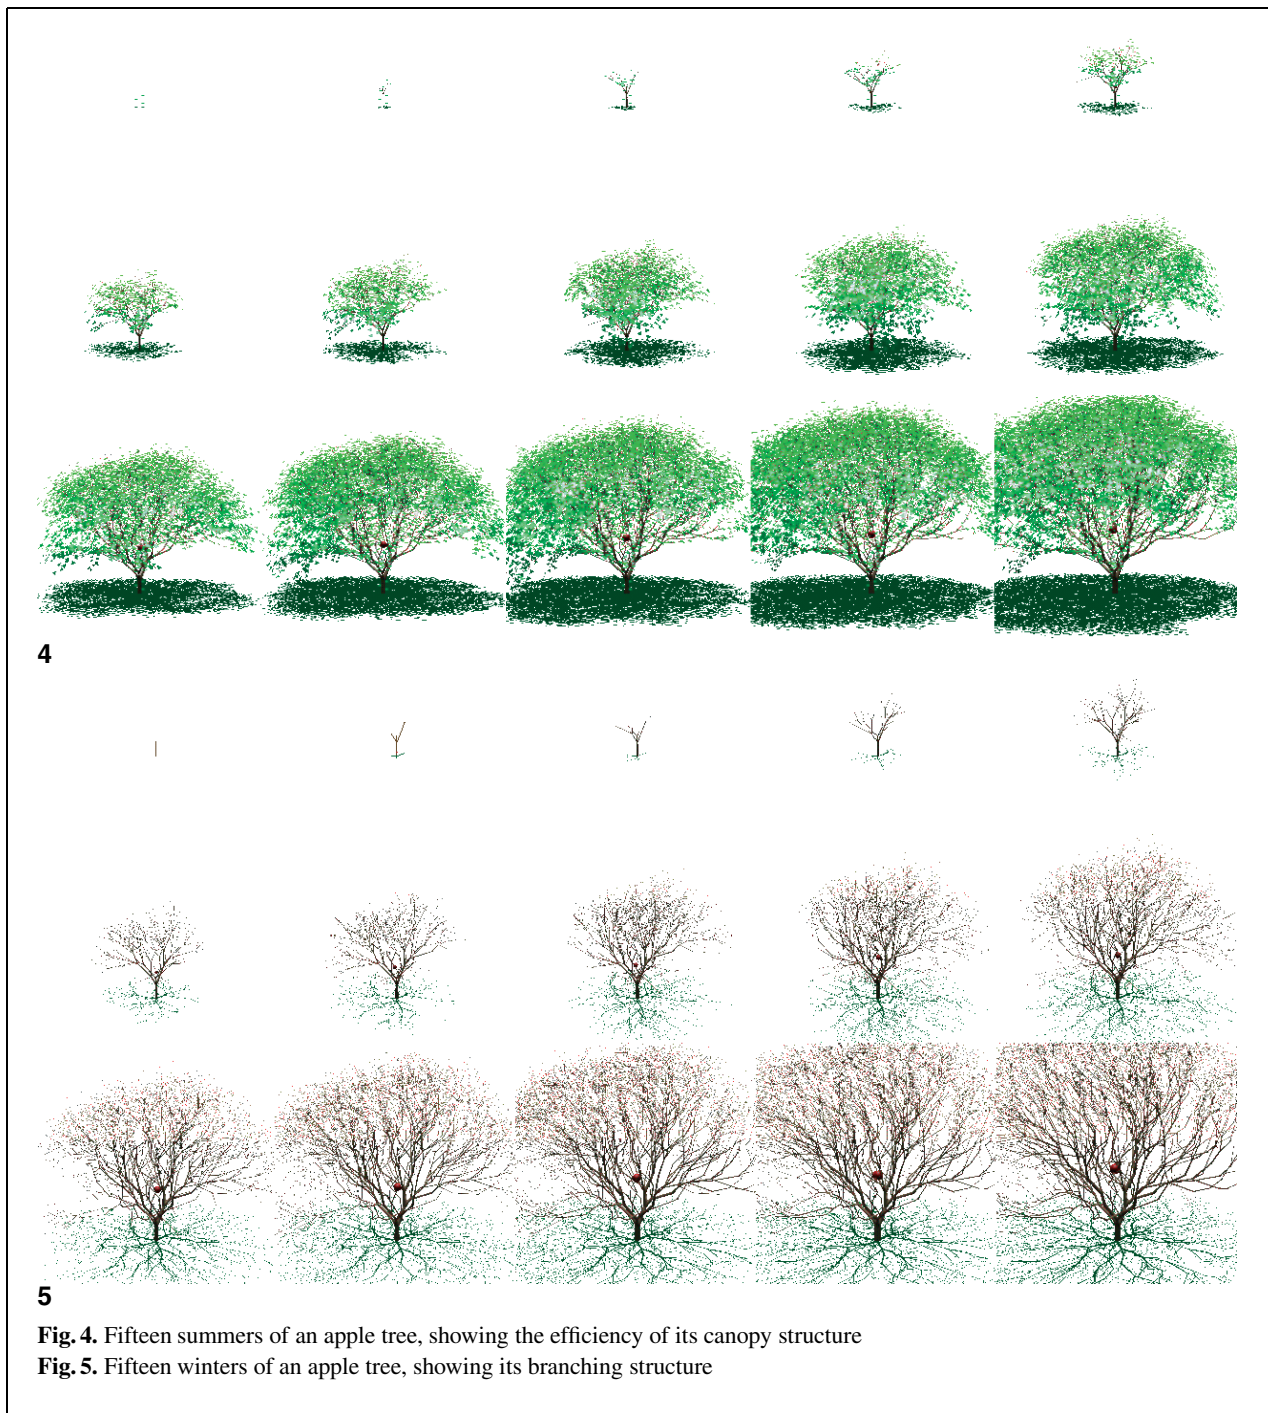 4
5
Fig. 4. Fifteen summers of an apple tree, showing the efficiency of its canopy structure
Fig. 5. Fifteen winters of an apple tree, showing its branching structure